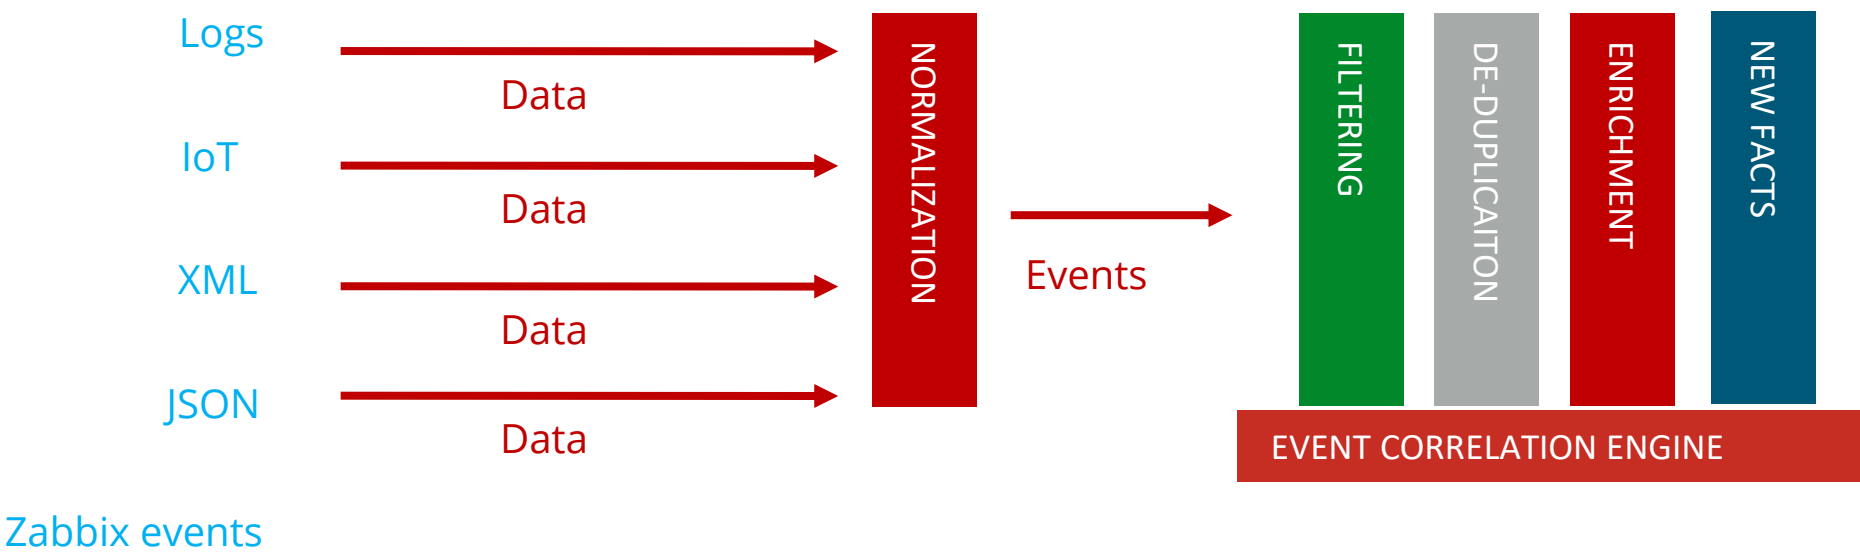 Logs
Data
IoT
Data
XML
Data
JSON
Data
Zabbix events
NORMALIZATION
Events
FILTERING
DE-DUPLICAITON
ENRICHMENT
NEW FACTS
EVENT CORRELATION ENGINE